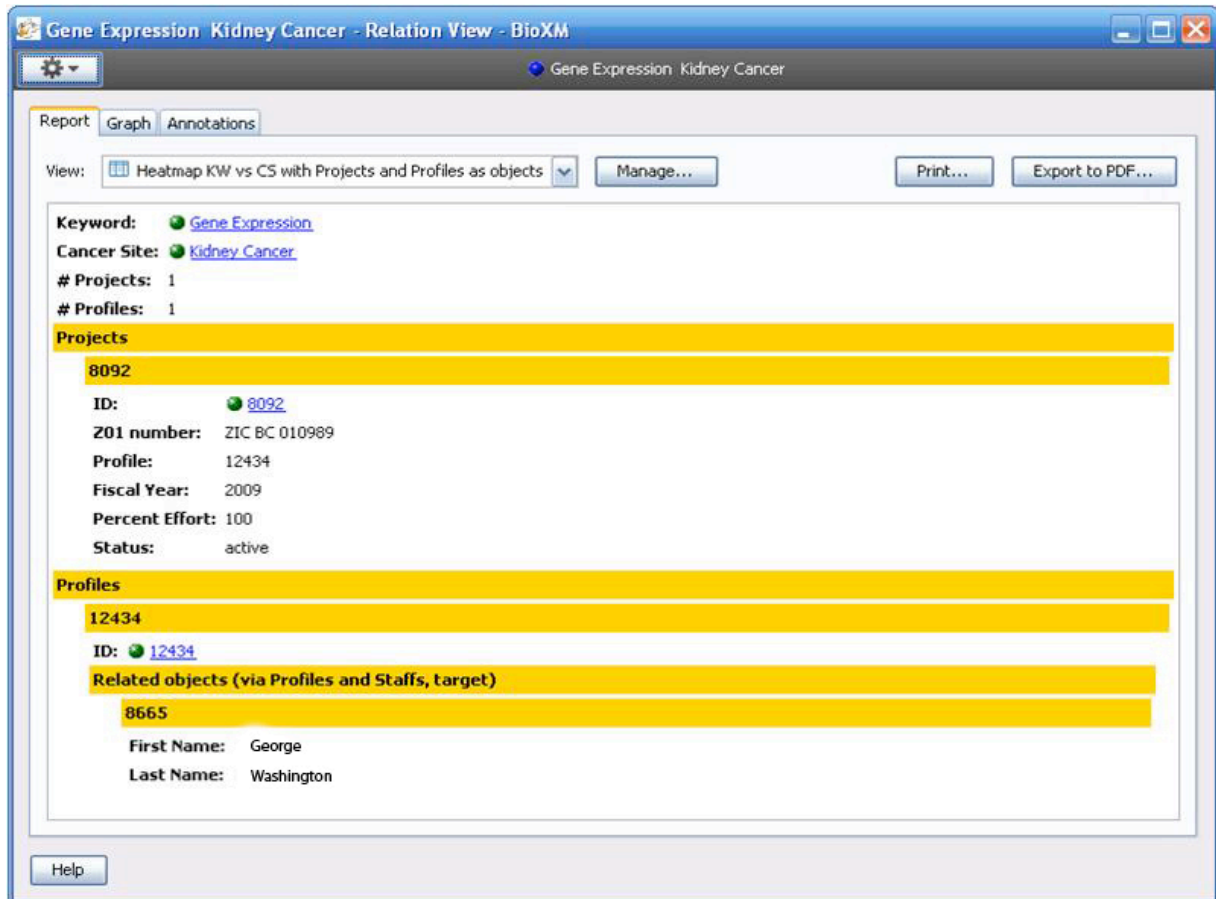 Gene Expression Kidney Cancer - Relation View - BioXM
Gene Expression Kidney Cancer
Report Graph Annotations
View: Heatmap KW vs CS with Projects and Profiles as objects Manage... Print... Export to PDF...
Keyword: Gene Expression
Cancer Site: Kidney Cancer
# Projects: 1
# Profiles: 1
Projects
8092
ID: 8092
Z01 number: ZIC BC 010989
Profile: 12434
Fiscal Year: 2009
Percent Effort: 100
Status: active
Profiles
12434
ID: 12434
Related objects (via Profiles and Staffs, target)
8665
First Name: George
Last Name: Washington
Help